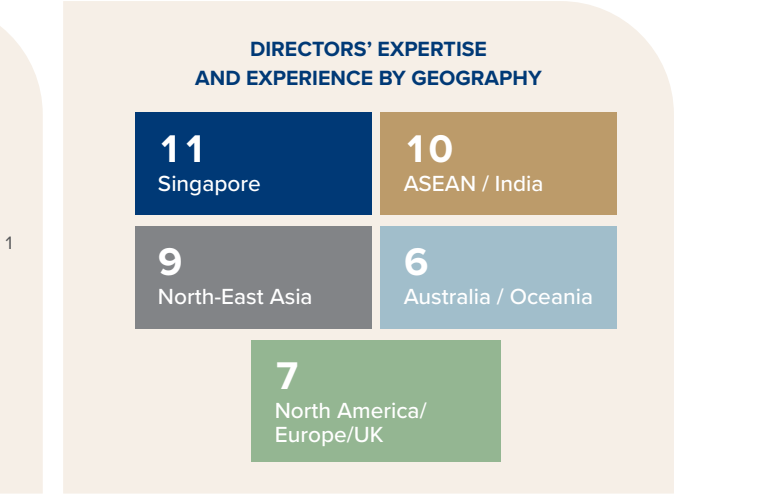 DIRECTORS’ EXPERTISE
AND EXPERIENCE BY GEOGRAPHY
11
Singapore
10
ASEAN / India
1
9
North-East Asia
6
Australia / Oceania
7
North America/
Europe/UK